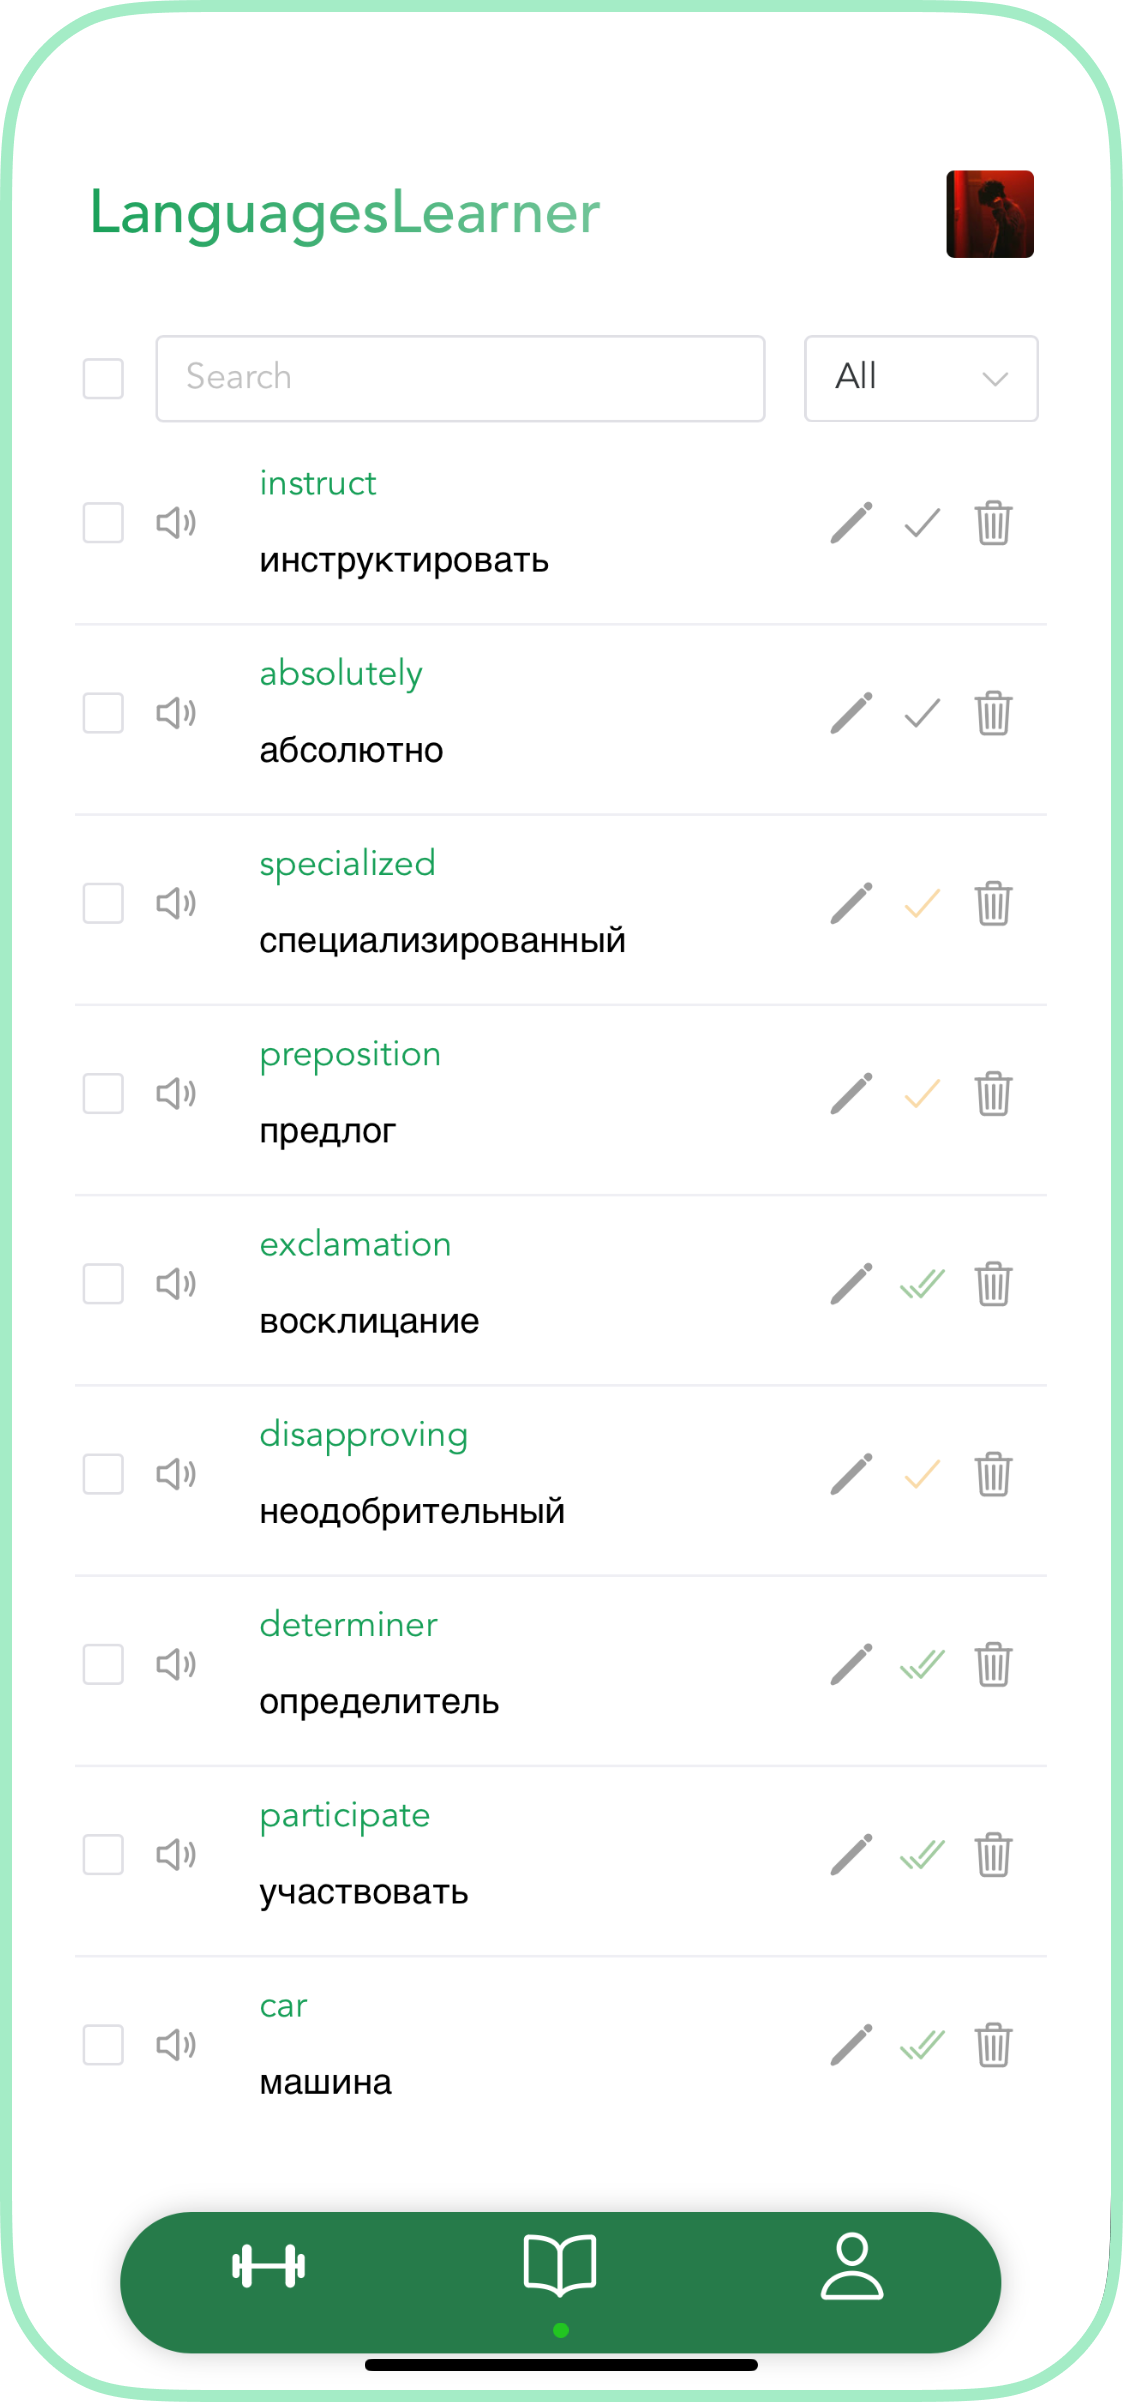 LanguagesLearner
Search
All
instruct
инструктировать
absolutely
абсолютно
specialized
специализированный
preposition
предлог
exclamation
восклицание
disapproving
неодобрительный
determiner
определитель
participate
участвовать
car
машина